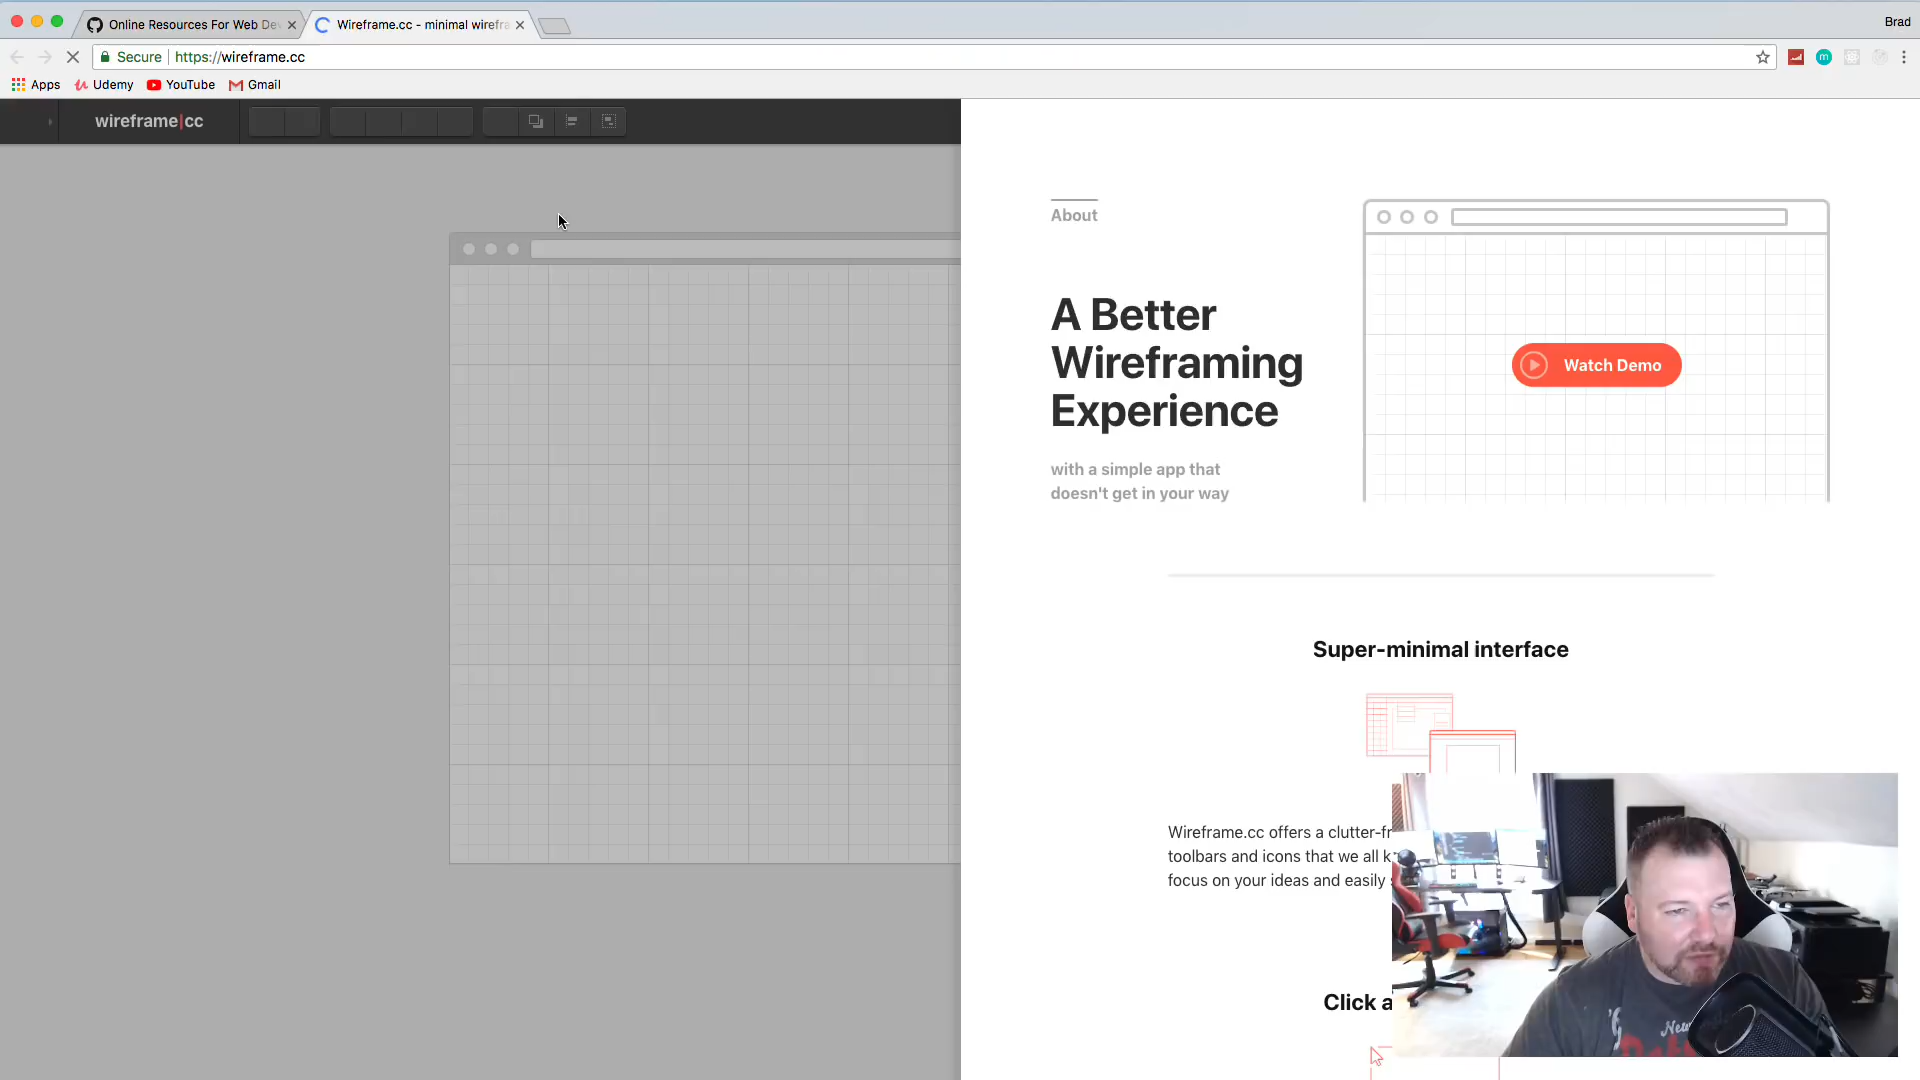 Online Resources For Web De
Wireframe.cc - minimal wirefra
Brad
Secure
https://wireframe.cc
Apps
Udemy
YouTube
Gmail
wireframe|cc
About
A Better
Wireframing
Experience
with a simple app that
doesn't get in your way
Watch Demo
Super-minimal interface
Wireframe.cc offers a clutter-fr
toolbars and icons that we all k
focus on your ideas and easily
Click a
New